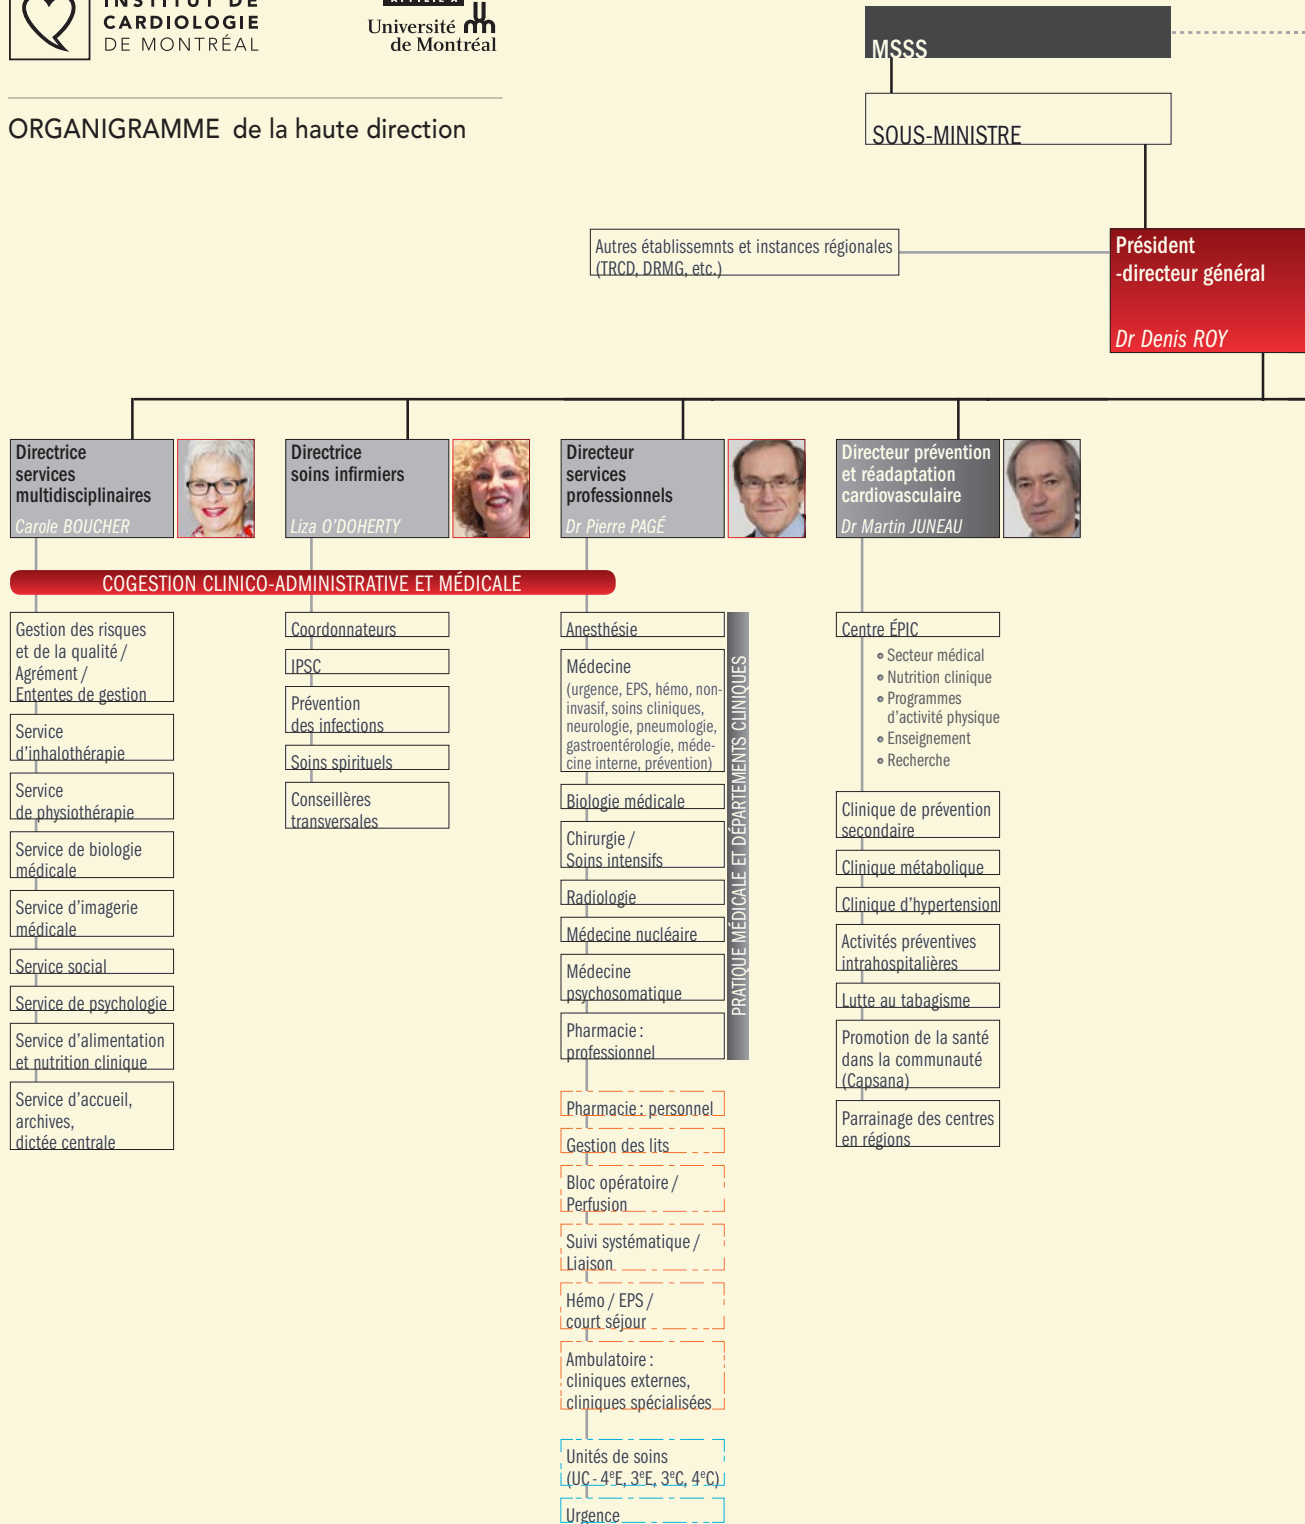 INSTITUT DE
CARDIOLOGIE
DE MONTRÉAL
AFFILIÉ À
Université
de Montréal
ORGANIGRAMME de la haute direction
MSSS
SOUS-MINISTRE
Autres établissemnts et instances régionales
(TRCD, DRMG, etc.)
Président
-directeur général
Dr Denis ROY
Directrice
services
multidisciplinaires
Carole BOUCHER
Directrice
soins infirmiers
Liza O’DOHERTY
Directeur
services
professionnels
Dr Pierre PAGÉ
Directeur prévention
et réadaptation
cardiovasculaire
Dr Martin JUNEAU
COGESTION CLINICO-ADMINISTRATIVE ET MÉDICALE
Gestion des risques
et de la qualité /
Agrément /
Ententes de gestion
Service
d’inhalothérapie
Service
de physiothérapie
Service de biologie
médicale
Service d’imagerie
médicale
Service social
Service de psychologie
Service d’alimentation
et nutrition clinique
Service d’accueil,
archives,
dictée centrale
Coordonnateurs
IPSC
Prévention
des infections
Soins spirituels
Conseillères
transversales
Anesthésie
Médecine
(urgence, EPS, hémo, non-
invasif, soins cliniques,
neurologie, pneumologie,
gastroentérologie, méde-
cine interne, prévention)
Biologie médicale
Chirurgie /
Soins intensifs
Radiologie
Médecine nucléaire
Médecine
psychosomatique
Pharmacie :
professionnel
PRATIQUE MÉDICALE ET DÉPARTEMENTS CLINIQUES
Pharmacie : personnel
Gestion des lits
Bloc opératoire /
Perfusion
Suivi systématique /
Liaison
Hémo / EPS /
court séjour
Ambulatoire :
cliniques externes,
cliniques spécialisées
Unités de soins
(UC - 4ᵉE, 3ᵉE, 3ᵉC, 4ᵉC)
Urgence
Centre ÉPIC
Secteur médical
Nutrition clinique
Programmes
d’activité physique
Enseignement
Recherche
Clinique de prévention
secondaire
Clinique métabolique
Clinique d’hypertension
Activités préventives
intrahospitalières
Lutte au tabagisme
Promotion de la santé
dans la communauté
(Capsana)
Parrainage des centres
en régions